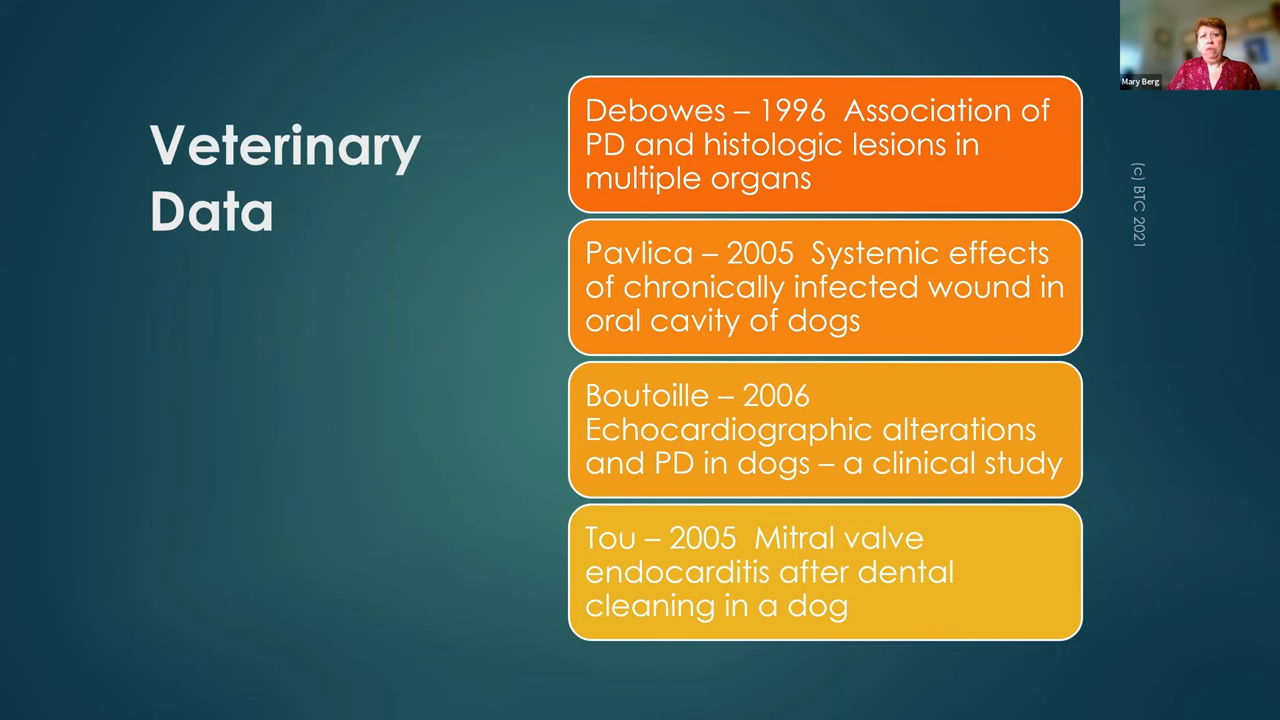 Veterinary
Data
Debowes – 1996  Association of
PD and histologic lesions in
multiple organs
Pavlica – 2005  Systemic effects
of chronically infected wound in
oral cavity of dogs
Boutoille – 2006
Echocardiographic alterations
and PD in dogs – a clinical study
Tou – 2005  Mitral valve
endocarditis after dental
cleaning in a dog
Mary Berg
(c) BTC 2021